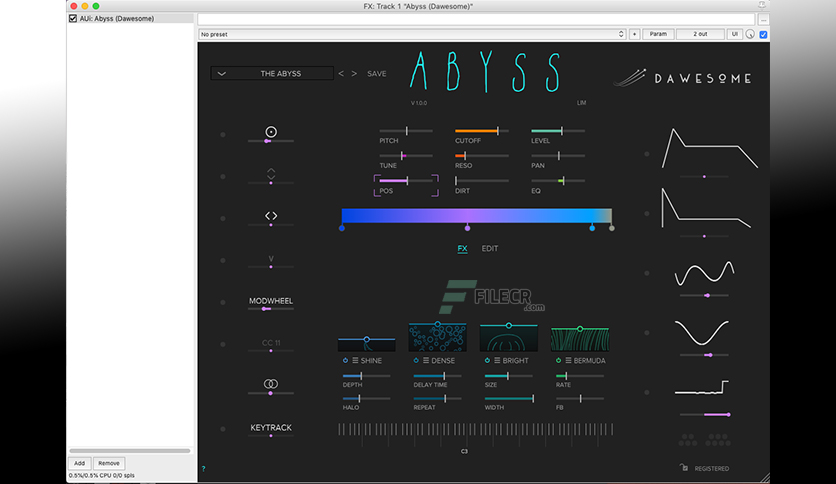 FX: Track 1 "Abyss (Dawesome)"
AUi: Abyss (Dawesome)
...
No preset
+
Param
2 out
UI
THE ABYSS
< >
SAVE
ABYSS
DAWESOME
V 1.0.0
LIM
PITCH
CUTOFF
LEVEL
TUNE
RESO
PAN
POS
DIRT
EQ
FX
EDIT
V
MODWHEEL
CC 11
KEYTRACK
FILECR
.com
SHINE
DENSE
BRIGHT
BERMUDA
DEPTH
DELAY TIME
SIZE
RATE
HALO
REPEAT
WIDTH
FB
C3
Add
Remove
0.5%/0.5% CPU 0/0 spls
?
REGISTERED